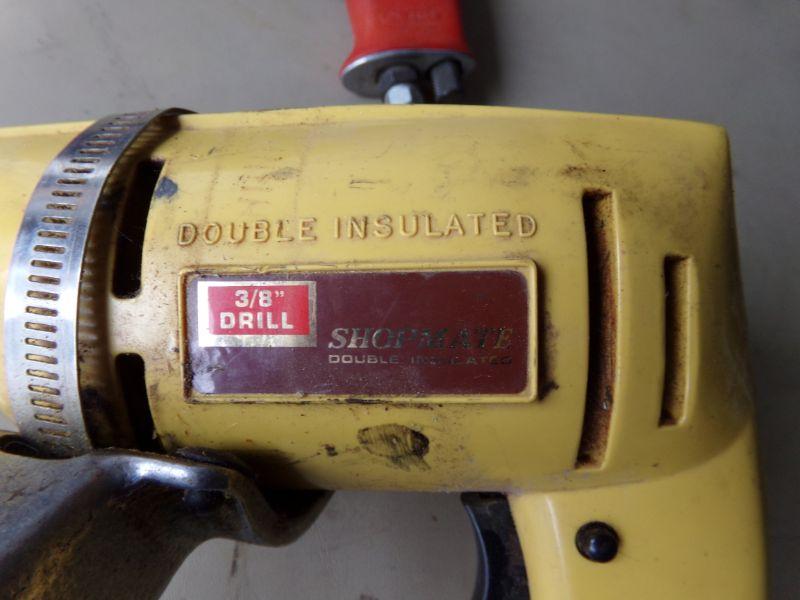 DOUBLE INSULATED
3/8"
DRILL
SHOPMATE
DOUBLE INSULATED